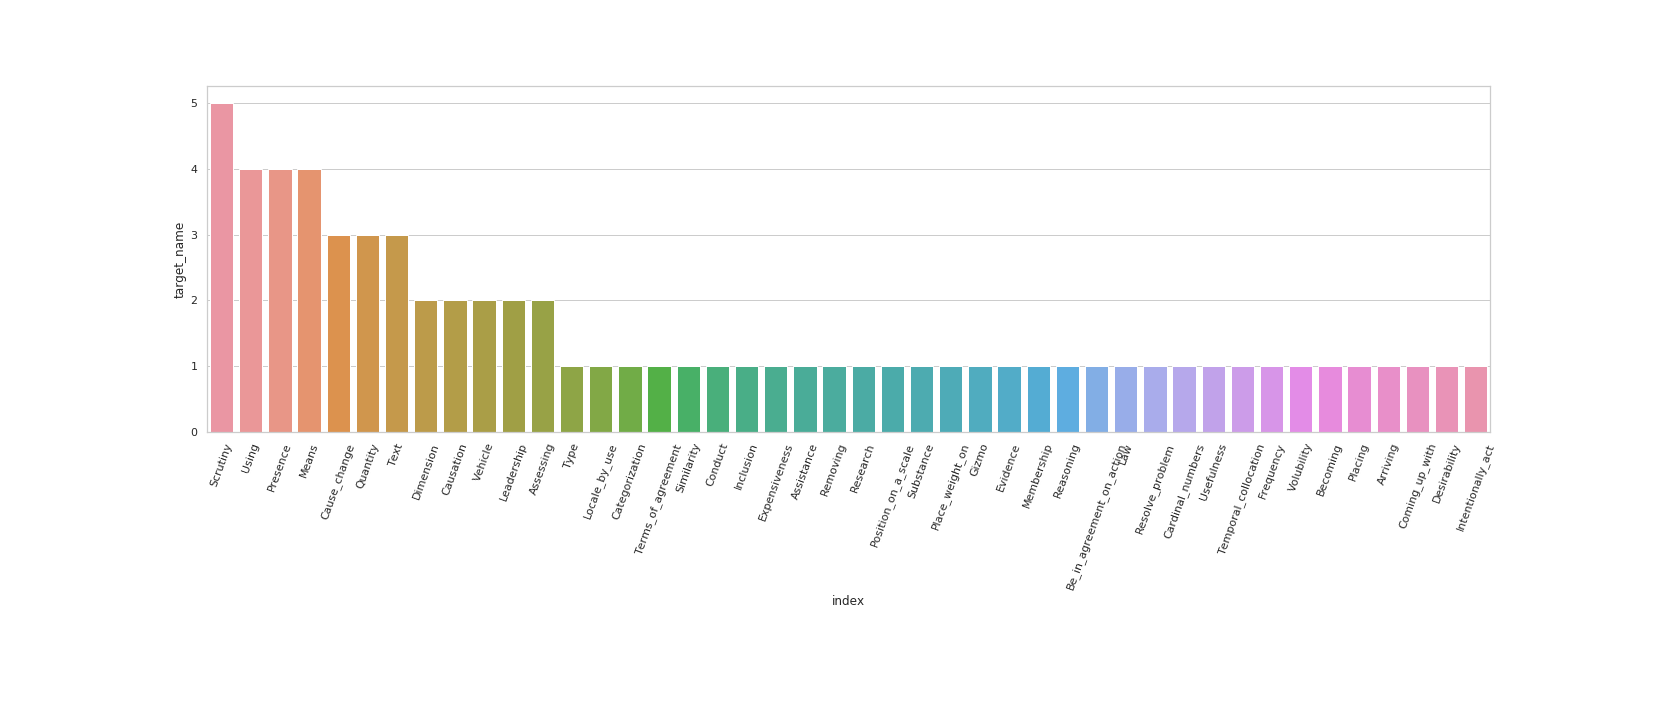 5
4
3
2
1
0
target_name
Scrutiny
Using
Presence
Means
Cause_change
Quantity
Text
Dimension
Causation
Vehicle
Leadership
Assessing
Type
Locale_by_use
Categorization
Terms_of_agreement
Similarity
Conduct
Inclusion
Expensiveness
Assistance
Removing
Research
Position_on_a_scale
Substance
Place_weight_on
Gizmo
Evidence
Membership
Reasoning
Be_in_agreement_on_action
Law
Resolve_problem
Cardinal_numbers
Usefulness
Temporal_collocation
Frequency
Volubility
Becoming
Placing
Arriving
Coming_up_with
Desirability
Intentionally_act
index